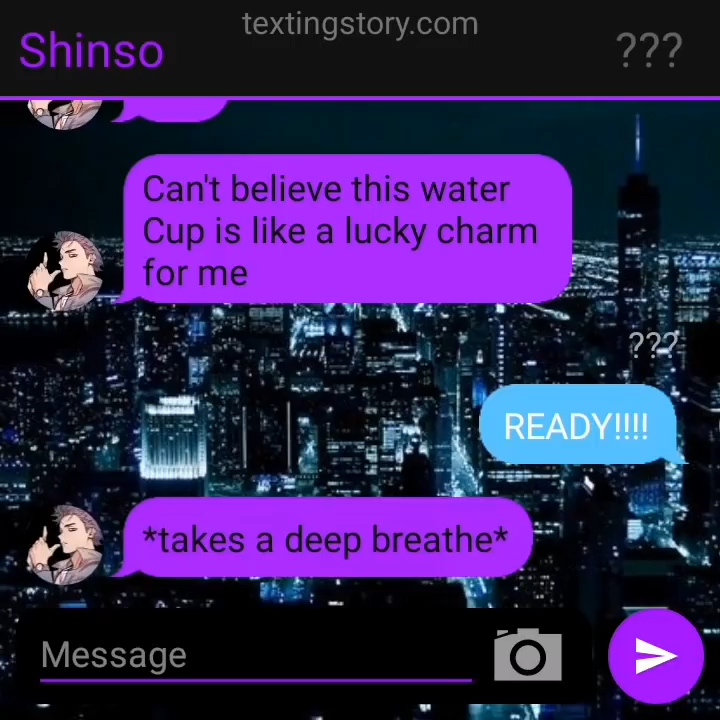 textingstory.com
Shinso
???
Can't believe this water
Cup is like a lucky charm
for me
???
READY!!!!
*takes a deep breathe*
Message